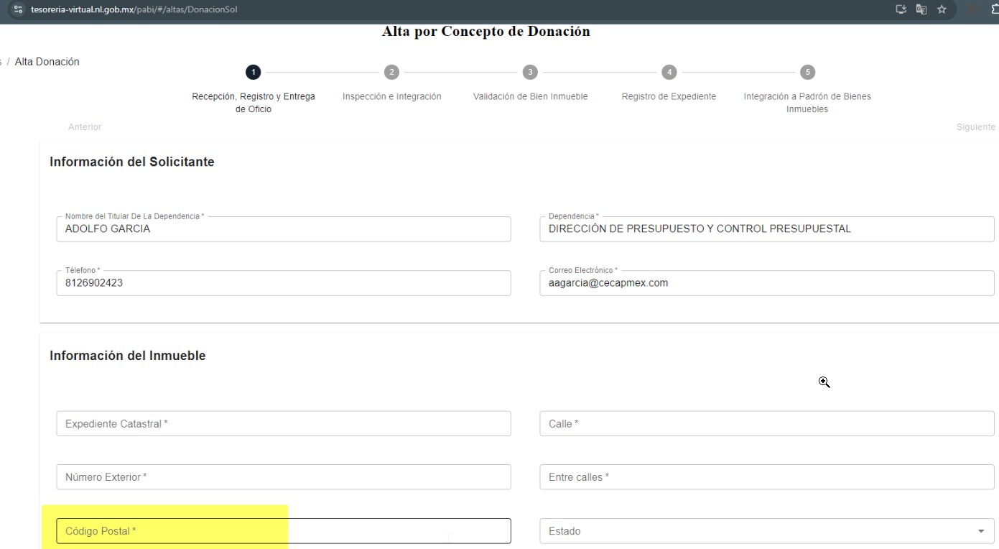 tesoreria-virtual.nl.gob.mx/pabi/#/altas/DonacionSol
Alta por Concepto de Donación
s / Alta Donación
1
2
3
4
5
Recepción, Registro y Entrega
de Oficio
Inspección e Integración
Validación de Bien Inmueble
Registro de Expediente
Integración a Padrón de Bienes
Inmuebles
Anterior
Siguiente
Información del Solicitante
Nombre del Titular De La Dependencia *
ADOLFO GARCIA
Dependencia *
DIRECCIÓN DE PRESUPUESTO Y CONTROL PRESUPUESTAL
Télefono *
8126902423
Correo Electrónico *
aagarcia@cecapmex.com
Información del Inmueble
Expediente Catastral *
Calle *
Número Exterior *
Entre calles *
Código Postal *
Estado